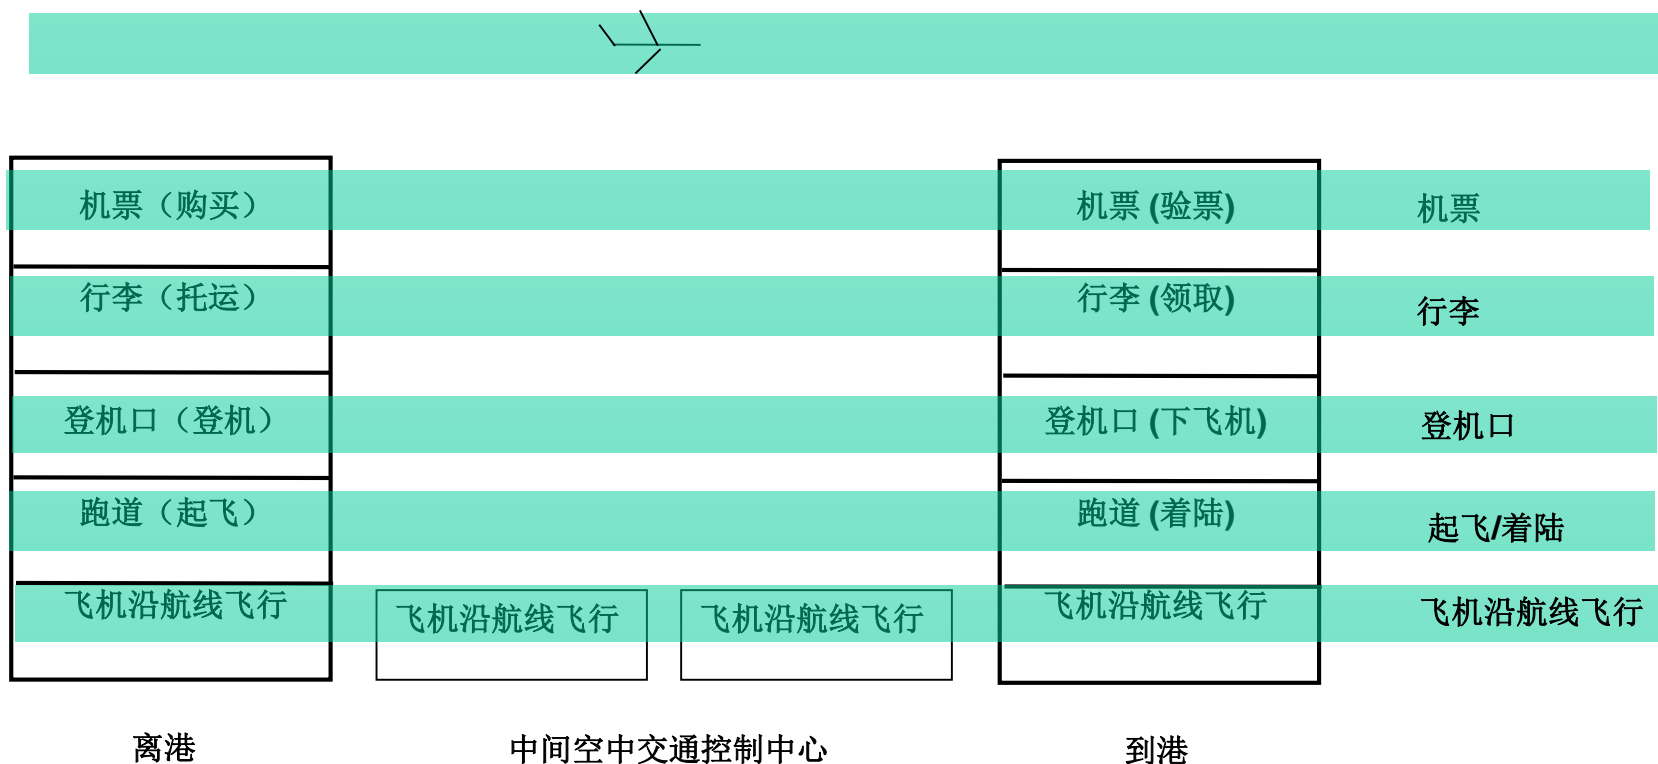 机票（购买）
机票 (验票)
机票
行李（托运）
行李 (领取)
行李
登机口（登机）
登机口 (下飞机)
登机口
跑道（起飞）
跑道 (着陆)
起飞/着陆
飞机沿航线飞行
飞机沿航线飞行
飞机沿航线飞行
飞机沿航线飞行
飞机沿航线飞行
离港
中间空中交通控制中心
到港